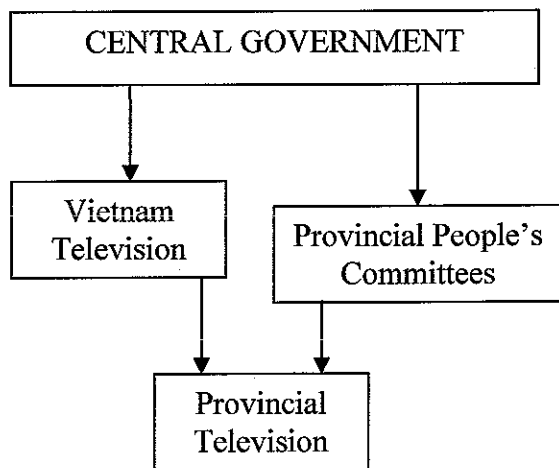 CENTRAL GOVERNMENT
Vietnam
Television
Provincial People's
Committees
Provincial
Television